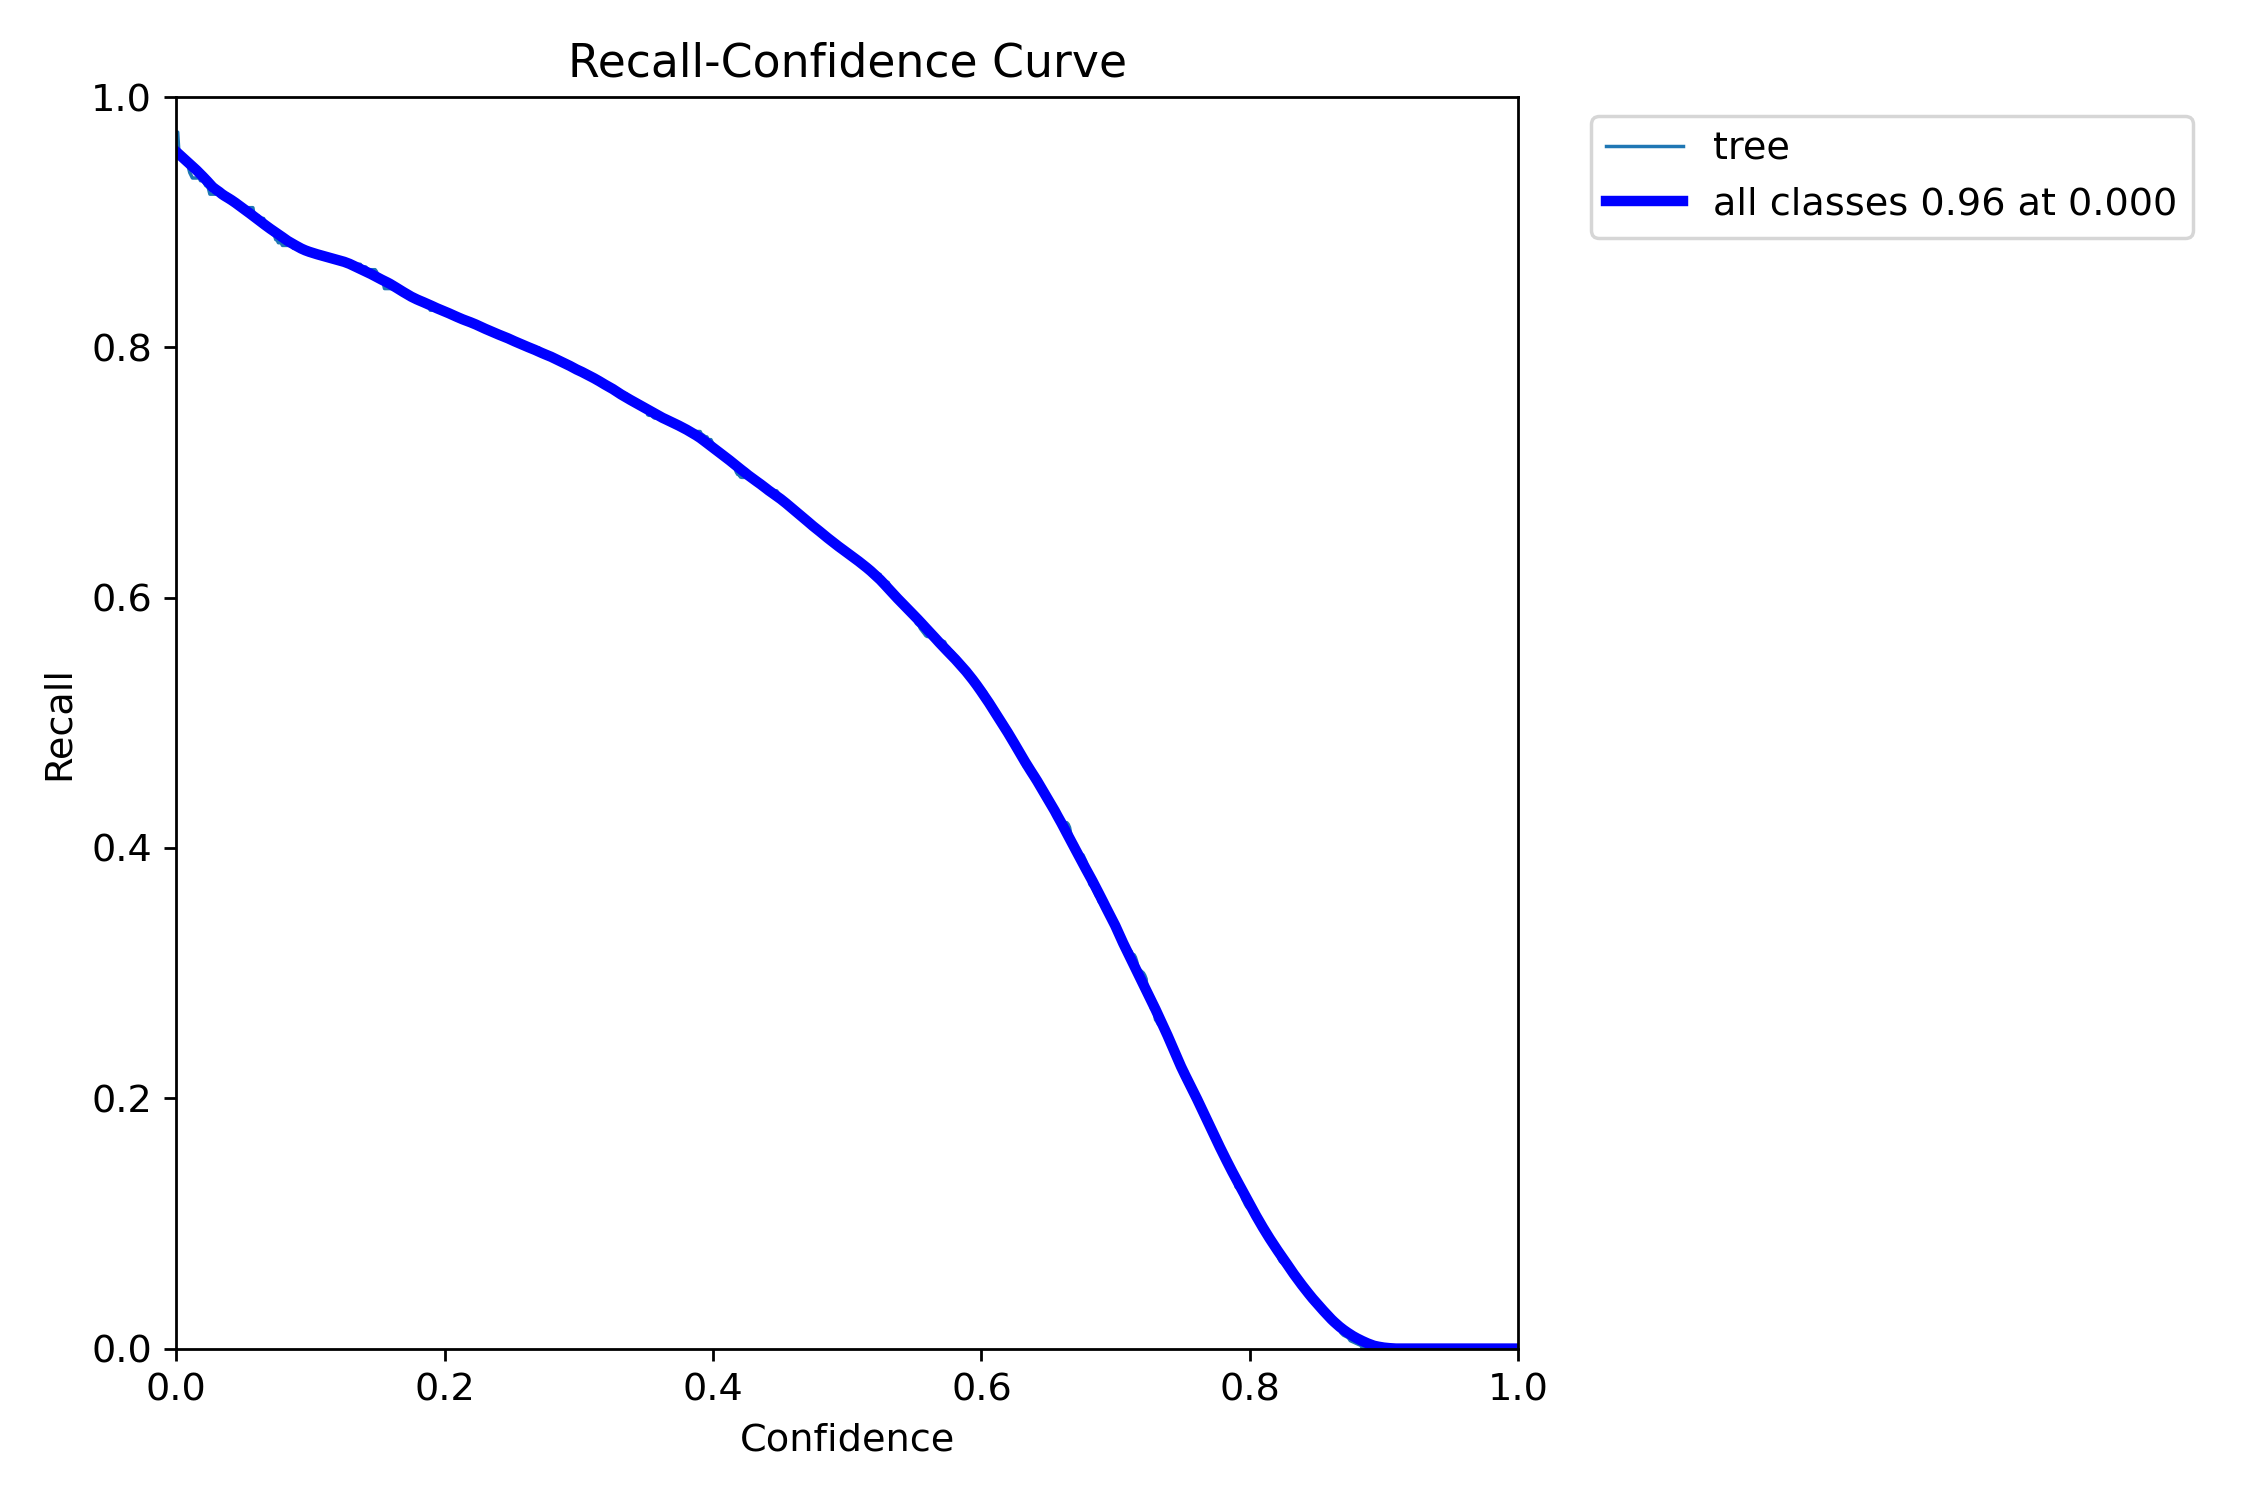 Recall-Confidence Curve
1.0
0.8
0.6
0.4
0.2
0.0
Recall
0.0 0.2 0.4 0.6 0.8 1.0
Confidence
tree
all classes 0.96 at 0.000